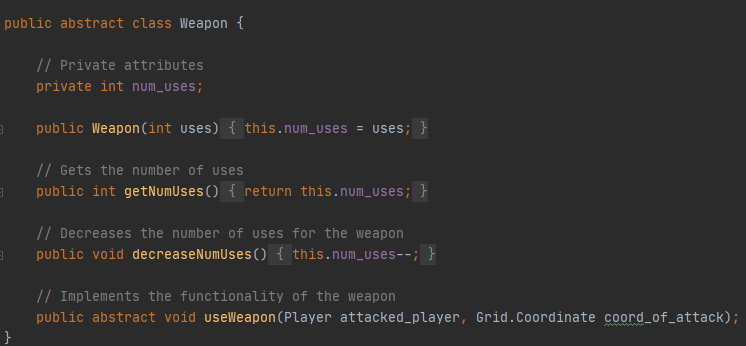 public abstract class Weapon {
// Private attributes
private int num_uses;
public Weapon(int uses) { this.num_uses = uses; }
// Gets the number of uses
public int getNumUses() { return this.num_uses; }
// Decreases the number of uses for the weapon
public void decreaseNumUses() { this.num_uses--; }
// Implements the functionality of the weapon
public abstract void useWeapon(Player attacked_player, Grid.Coordinate coord_of_attack);
}